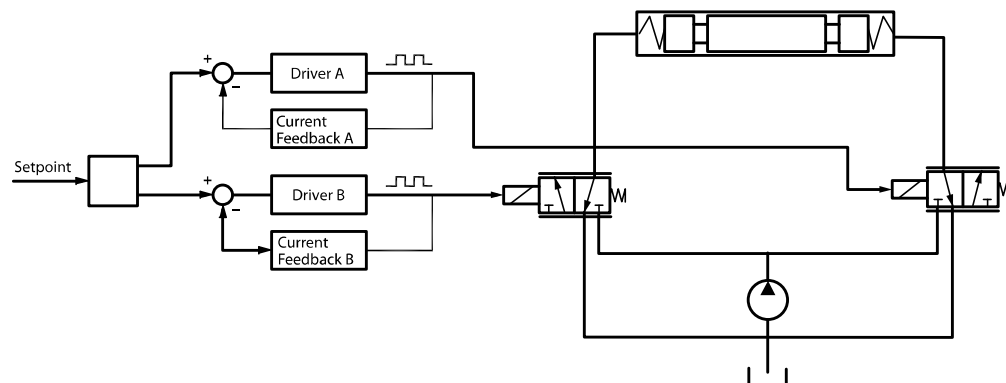 Driver A
Current
Feedback A
Setpoint
Driver B
Current
Feedback B
+
−
+
−